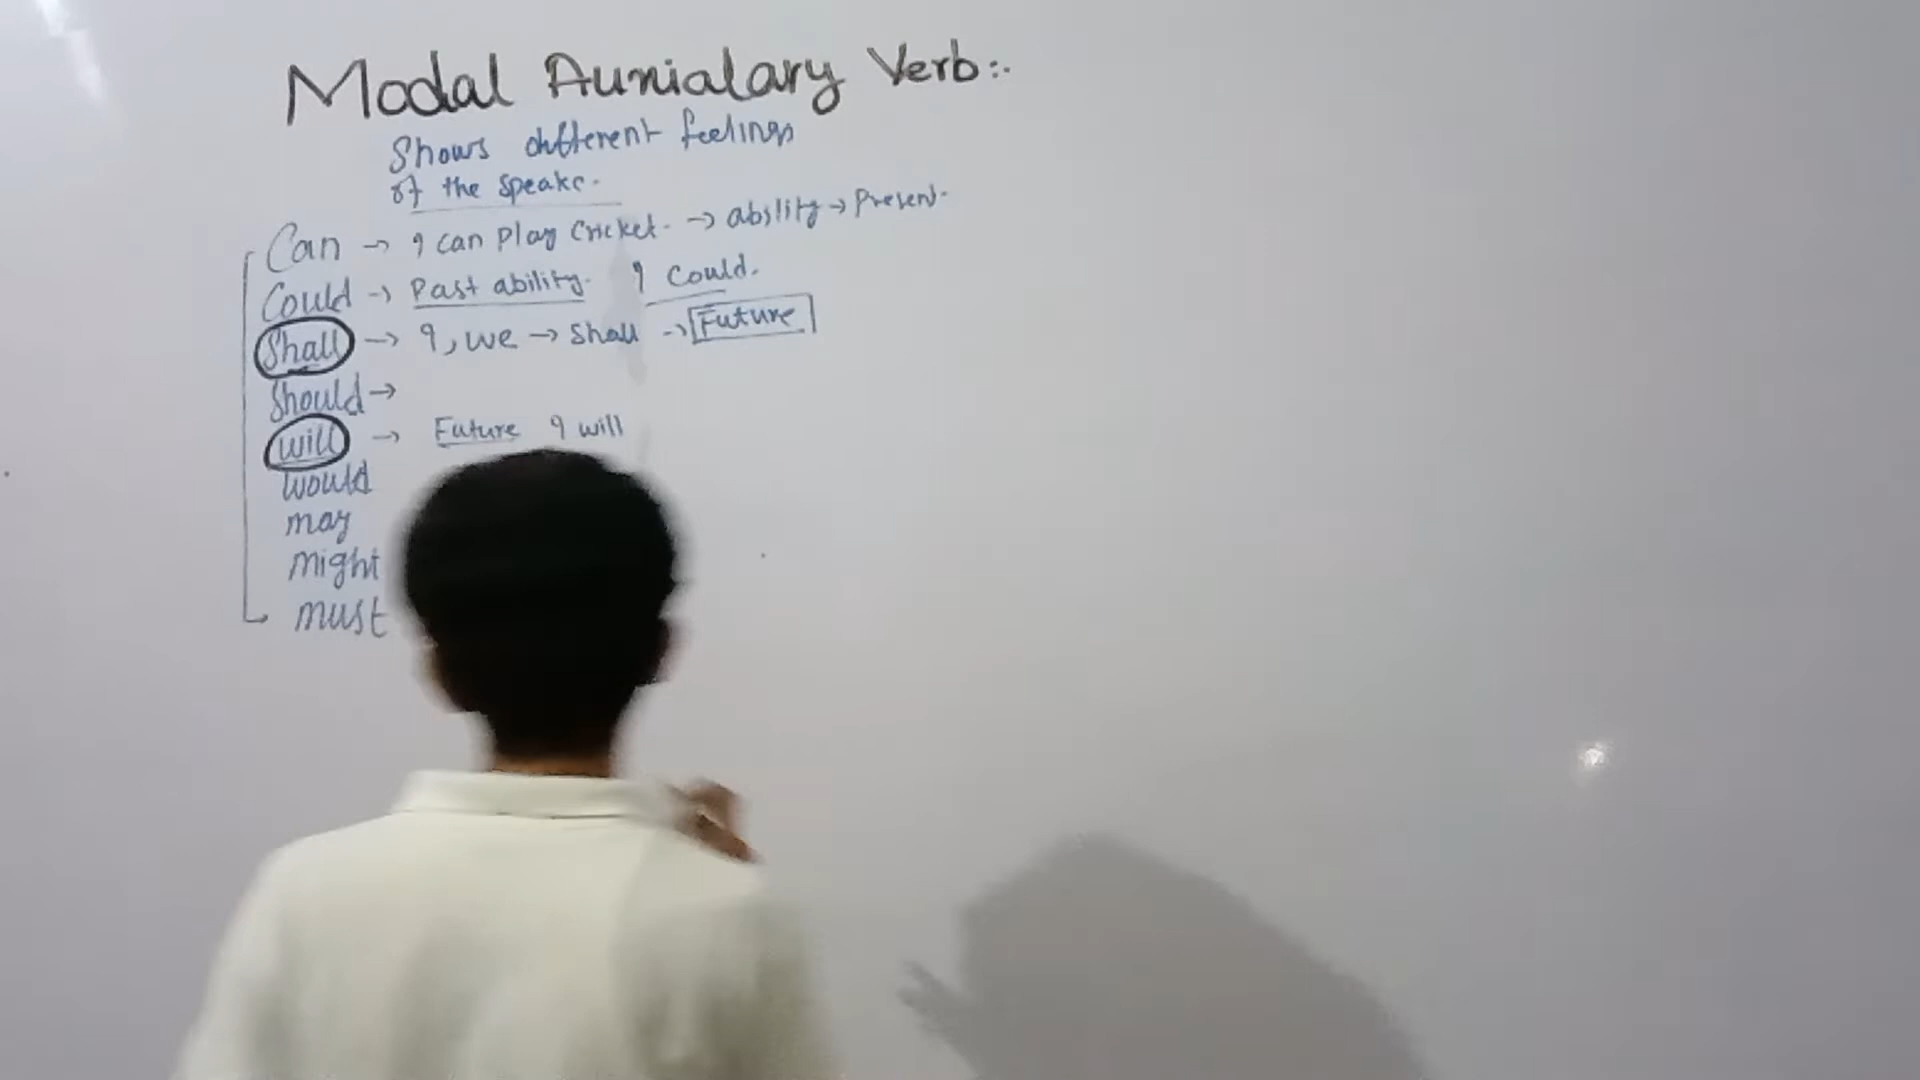 Modal Aunialary Verb:-
Shows different feelings
of the Speake.
Can → I can Play Cricket. → ability → Present.
Could → Past ability. I Could.
Shall → I, we → Shall → Future
Should →
will → Future I will
would
may
might
must